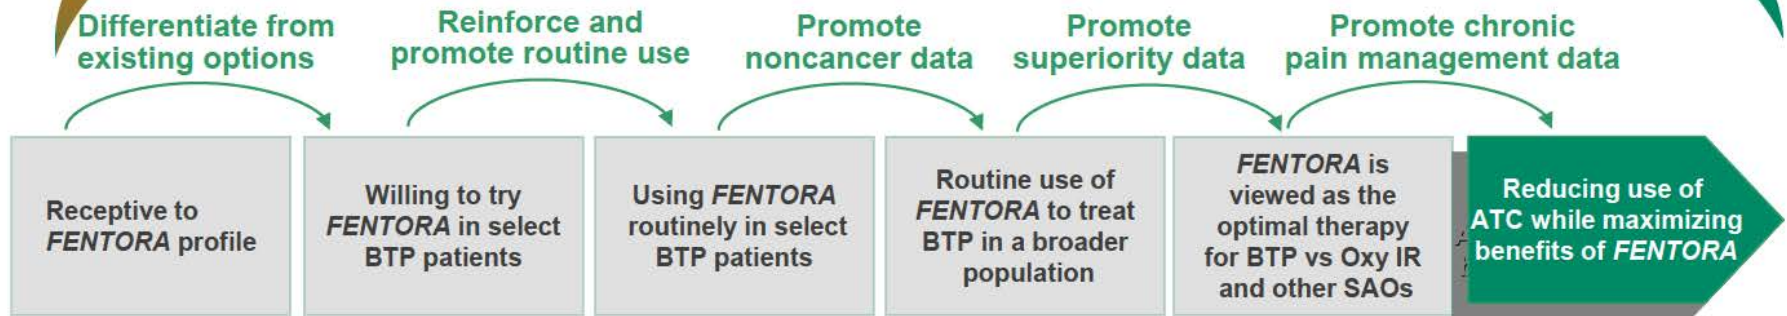 Differentiate from
existing options
Reinforce and
promote routine use
Promote
noncancer data
Promote
superiority data
Promote chronic
pain management data
Receptive to
FENTORA profile
Willing to try
FENTORA in select
BTP patients
Using FENTORA
routinely in select
BTP patients
Routine use of
FENTORA to treat
BTP in a broader
population
FENTORA is
viewed as the
optimal therapy
for BTP vs Oxy IR
and other SAOs
Reducing use of
ATC while maximizing
benefits of FENTORA